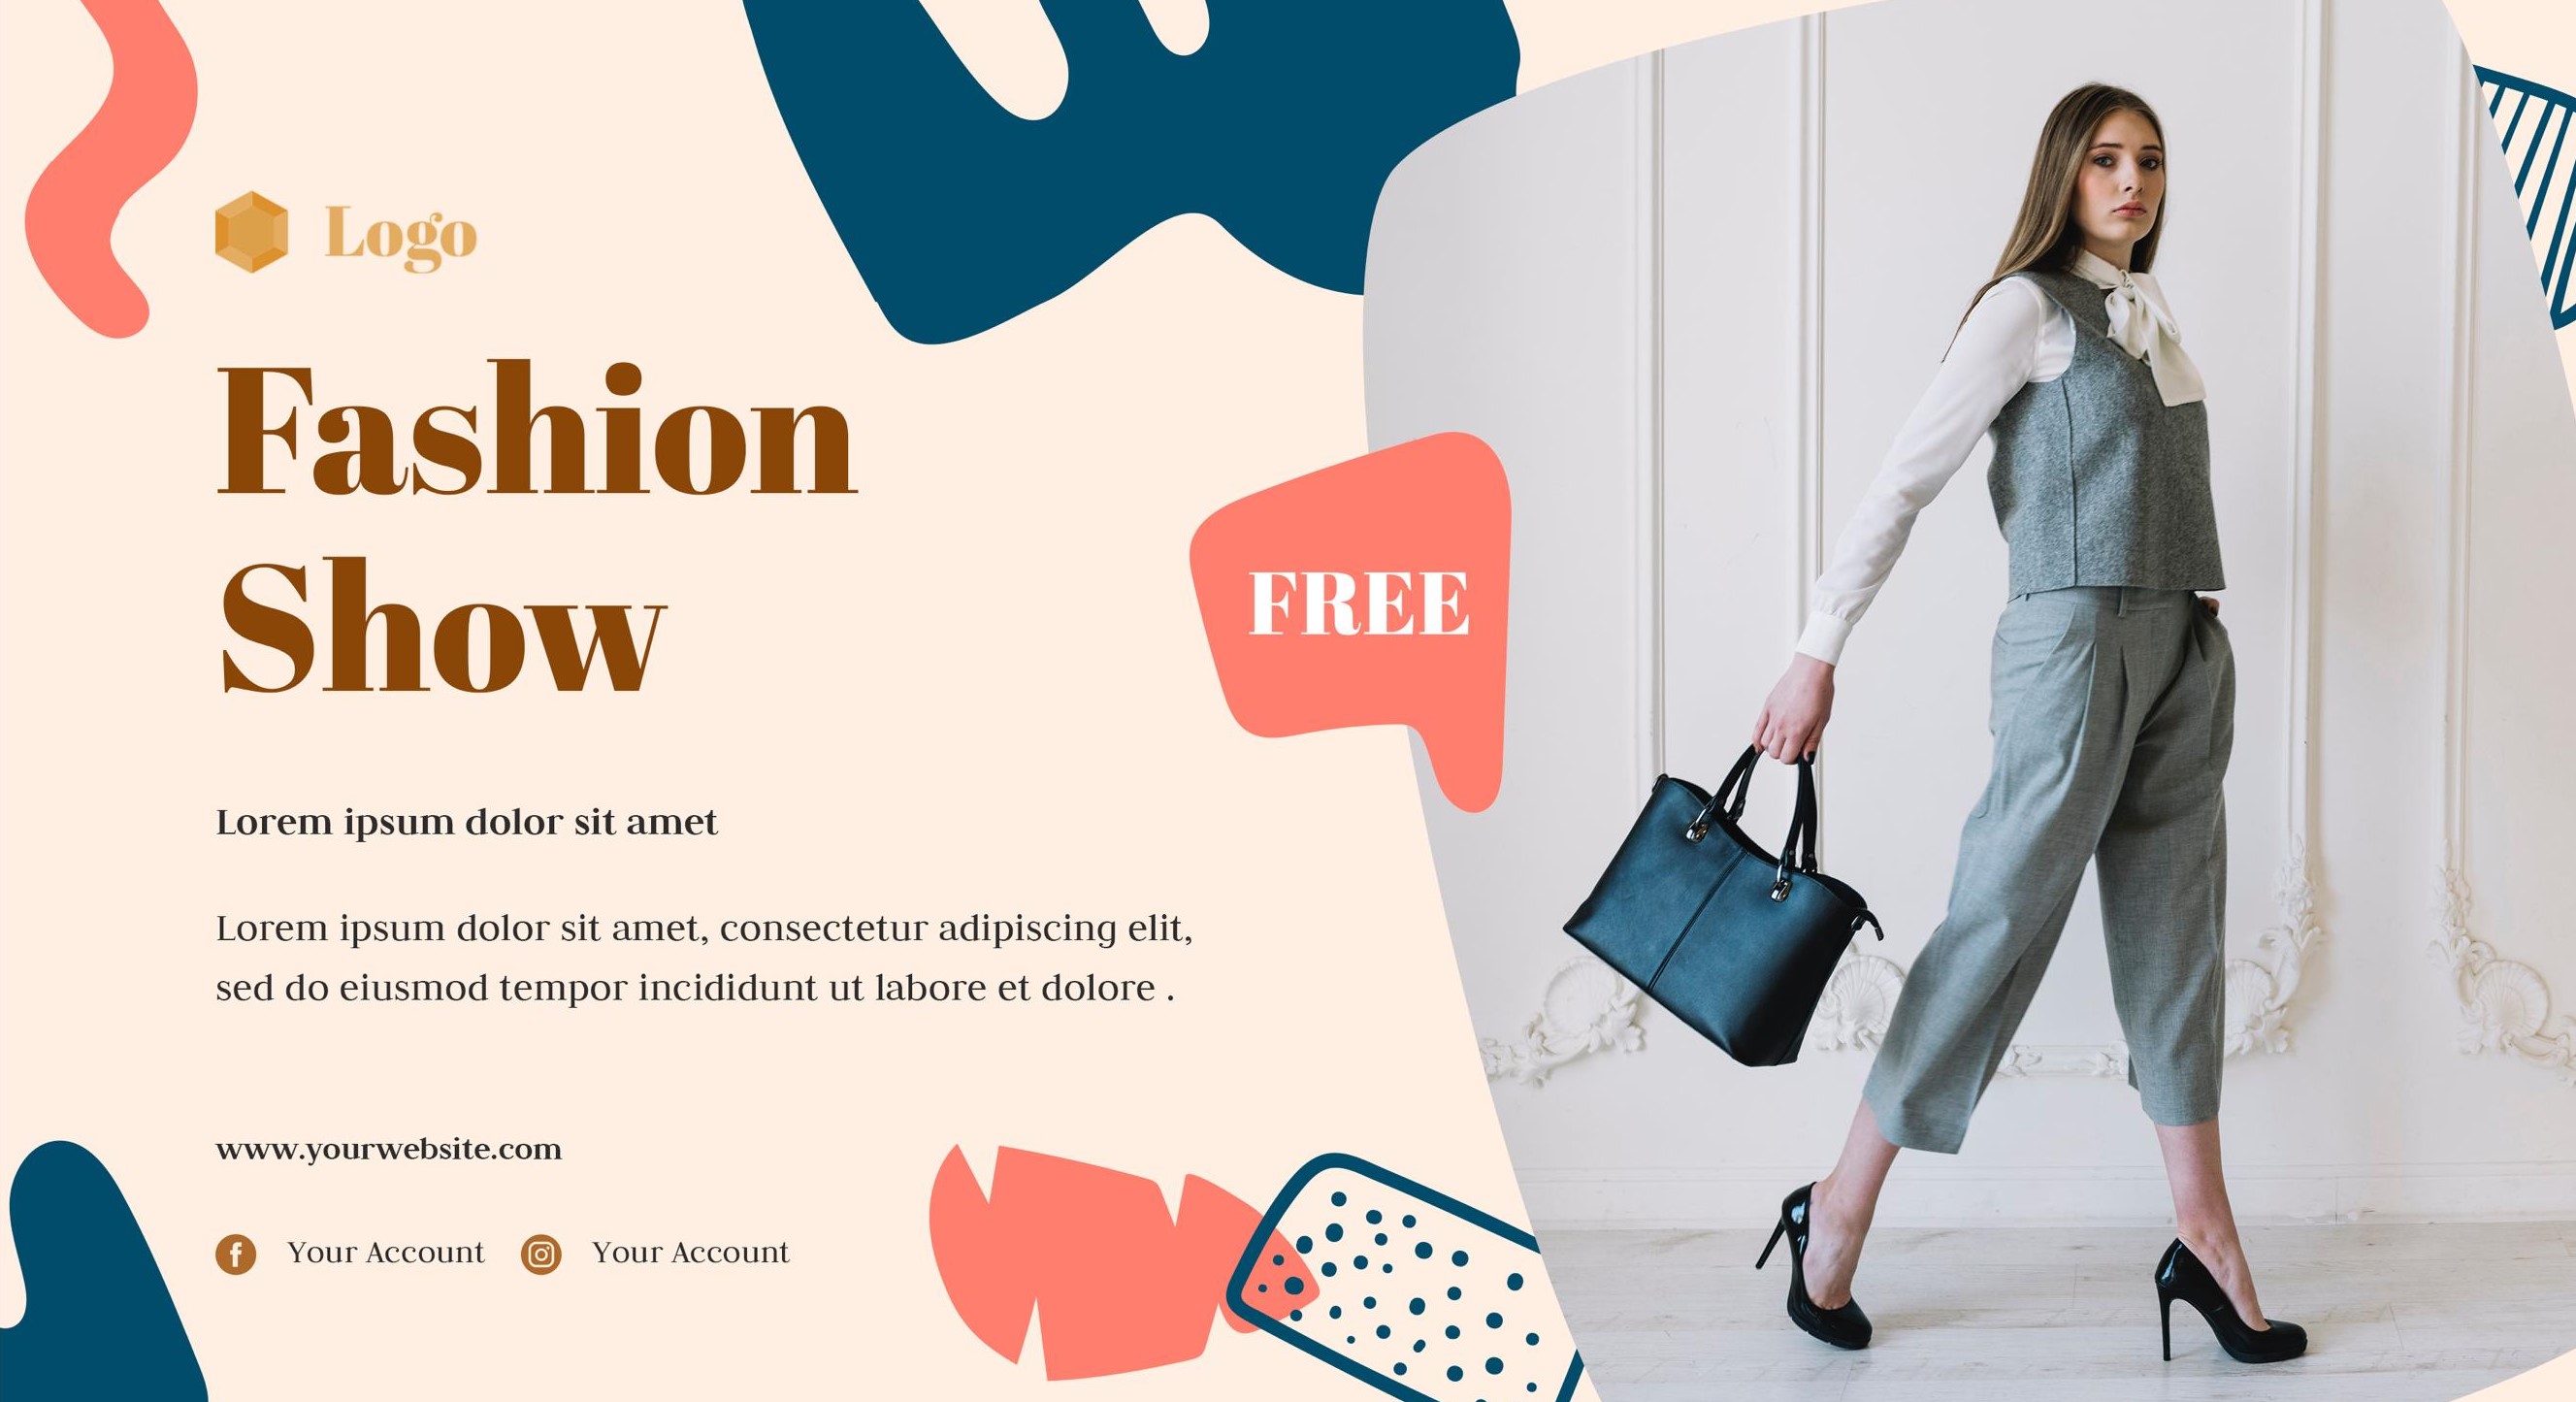 Logo
Fashion
Show
FREE
Lorem ipsum dolor sit amet
Lorem ipsum dolor sit amet, consectetur adipiscing elit,
sed do eiusmod tempor incididunt ut labore et dolore .
www.yourwebsite.com
Your Account Your Account